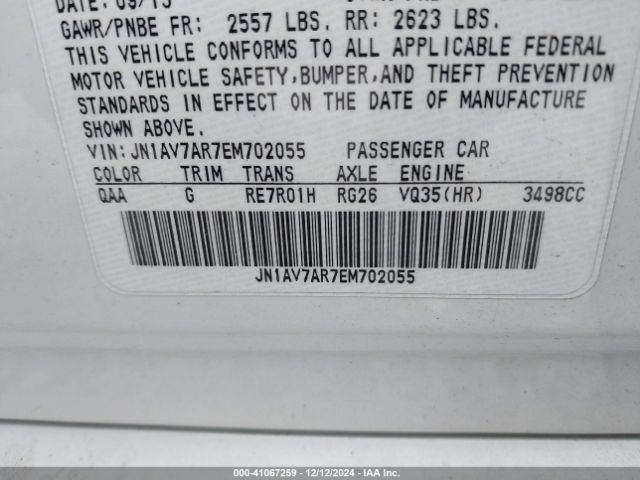 GAWR/PNBE FR: 2557 LBS. RR: 2623 LBS.
THIS VEHICLE CONFORMS TO ALL APPLICABLE FEDERAL
MOTOR VEHICLE SAFETY,BUMPER,AND THEFT PREVENTION
STANDARDS IN EFFECT ON THE DATE OF MANUFACTURE
SHOWN ABOVE.
VIN:JN1AV7AR7EM702055 PASSENGER CAR
COLOR TRIM TRANS AXLE ENGINE
QAA G RE7R01H RG26 VQ35(HR) 3498CC
JN1AV7AR7EM702055
000-41067259 - 12/12/2024 - IAA Inc.